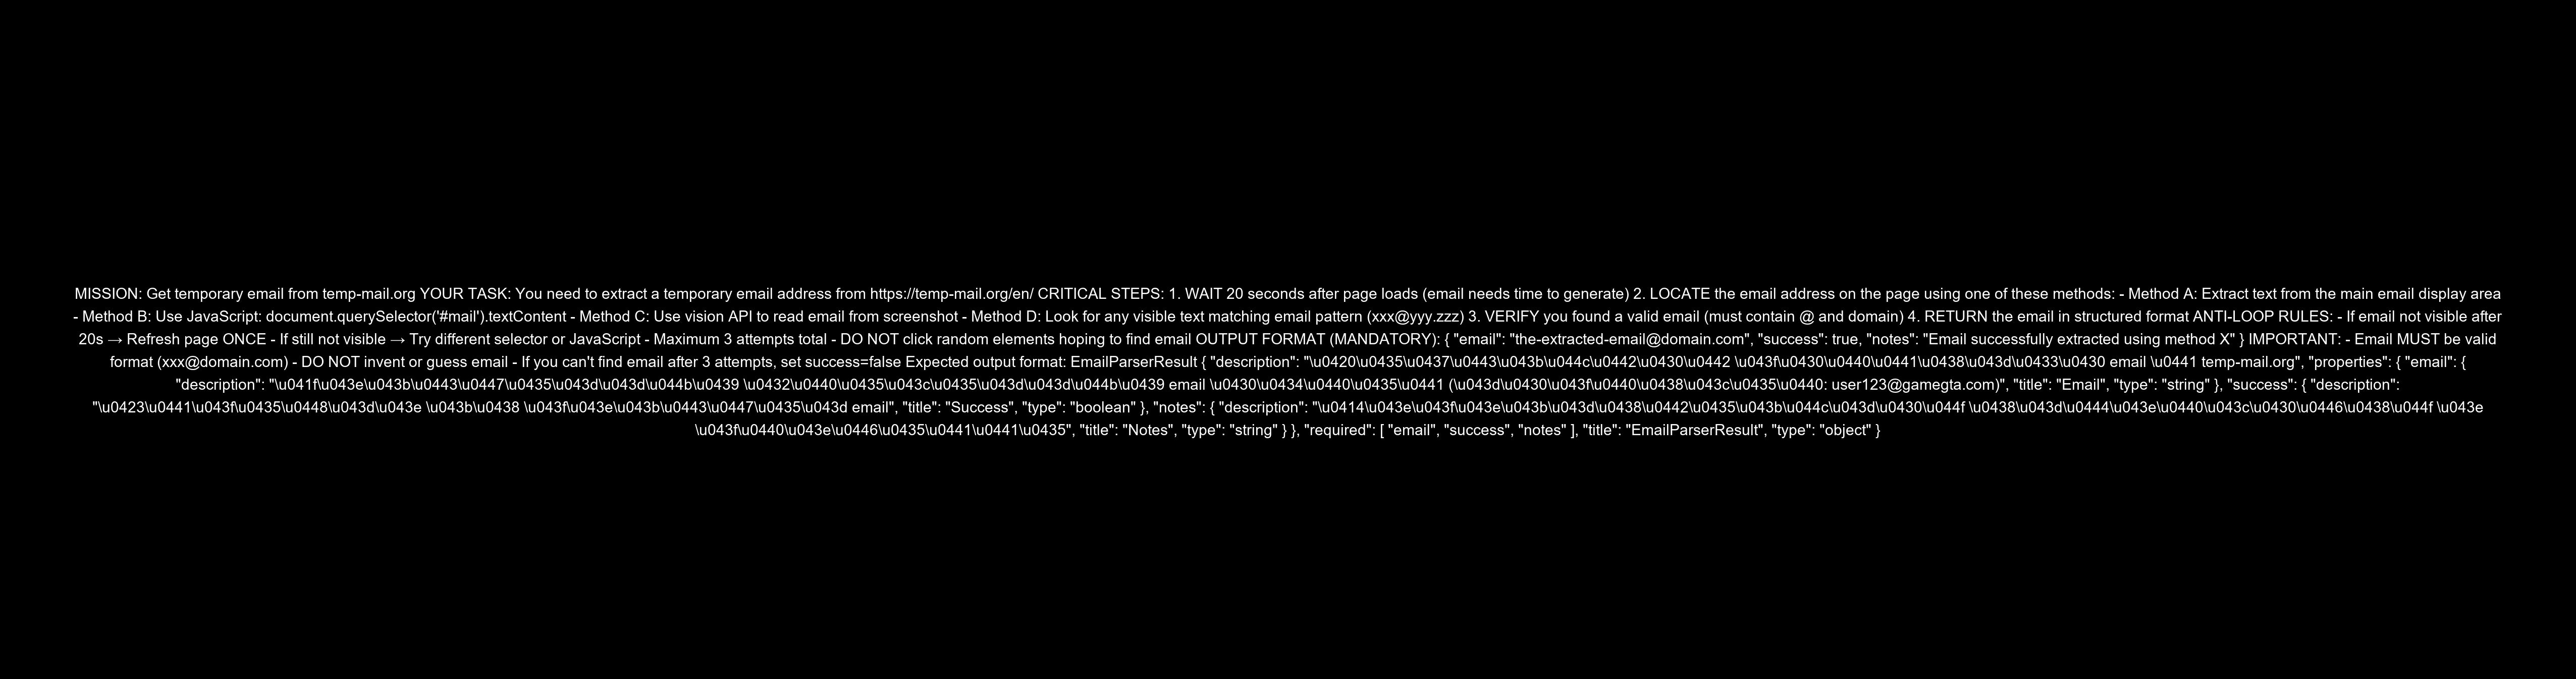 MISSION: Get temporary email from temp-mail.org YOUR TASK: You need to extract a temporary email address from https://temp-mail.org/en/ CRITICAL STEPS: 1. WAIT 20 seconds after page loads (email needs time to generate) 2. LOCATE the email address on the page using one of these methods: - Method A: Extract text from the main email display area
- Method B: Use JavaScript: document.querySelector('#mail').textContent - Method C: Use vision API to read email from screenshot - Method D: Look for any visible text matching email pattern (xxx@yyy.zzz) 3. VERIFY you found a valid email (must contain @ and domain) 4. RETURN the email in structured format ANTI-LOOP RULES: - If email not visible after
20s → Refresh page ONCE - If still not visible → Try different selector or JavaScript - Maximum 3 attempts total - DO NOT click random elements hoping to find email OUTPUT FORMAT (MANDATORY): { "email": "the-extracted-email@domain.com", "success": true, "notes": "Email successfully extracted using method X" } IMPORTANT: - Email MUST be valid
format (xxx@domain.com) - DO NOT invent or guess email - If you can't find email after 3 attempts, set success=false Expected output format: EmailParserResult { "description": "\u0420\u0435\u0437\u0443\u043b\u044c\u0442\u0430\u0442 \u043f\u0430\u0440\u0441\u0438\u043d\u0433\u0430 email \u0441 temp-mail.org", "properties": { "email": {
"description": "\u041f\u043e\u043b\u0443\u0447\u0435\u043d\u043d\u044b\u0439 \u0432\u0440\u0435\u043c\u0435\u043d\u043d\u044b\u0439 email \u0430\u0434\u0440\u0435\u0441 (\u043d\u0430\u043f\u0440\u0438\u043c\u0435\u0440: user123@gamegta.com)", "title": "Email", "type": "string" }, "success": { "description":
"\u0423\u0441\u043f\u0435\u0448\u043d\u043e \u043b\u0438 \u043f\u043e\u043b\u0443\u0447\u0435\u043d email", "title": "Success", "type": "boolean" }, "notes": { "description": "\u0414\u043e\u043f\u043e\u043b\u043d\u0438\u0442\u0435\u043b\u044c\u043d\u0430\u044f \u0438\u043d\u0444\u043e\u0440\u043c\u0430\u0446\u0438\u044f \u043e
\u043f\u0440\u043e\u0446\u0435\u0441\u0441\u0435", "title": "Notes", "type": "string" } }, "required": [ "email", "success", "notes" ], "title": "EmailParserResult", "type": "object" }